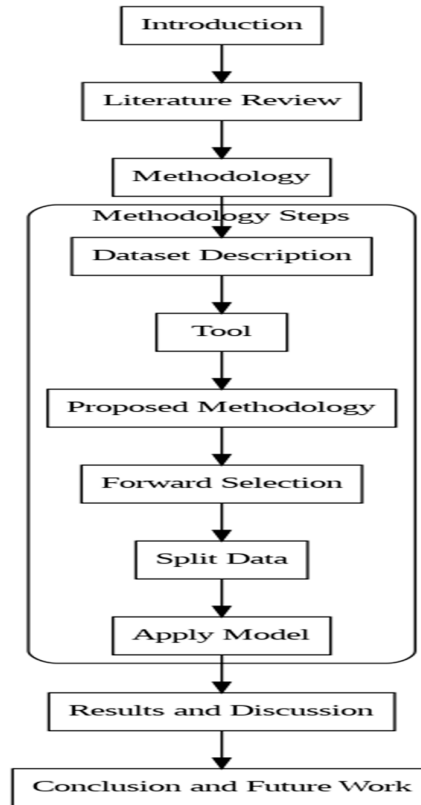 Introduction
Literature Review
Methodology
Methodology Steps
Dataset Description
Tool
Proposed Methodology
Forward Selection
Split Data
Apply Model
Results and Discussion
Conclusion and Future Work